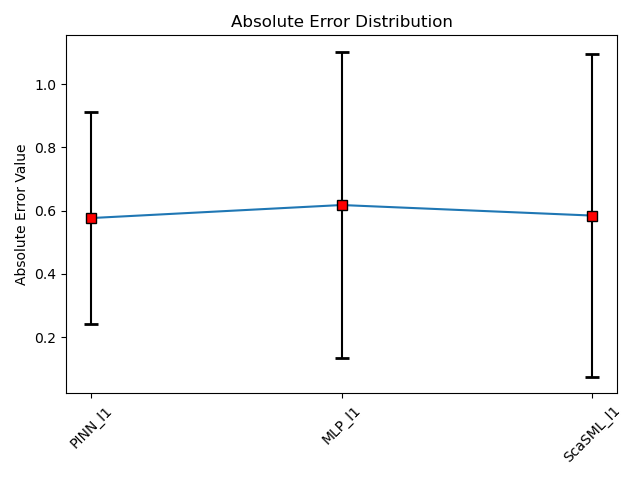 Absolute Error Distribution
Absolute Error Value
1.0
0.8
0.6
0.4
0.2
PINN_l1
MLP_l1
ScaSML_l1